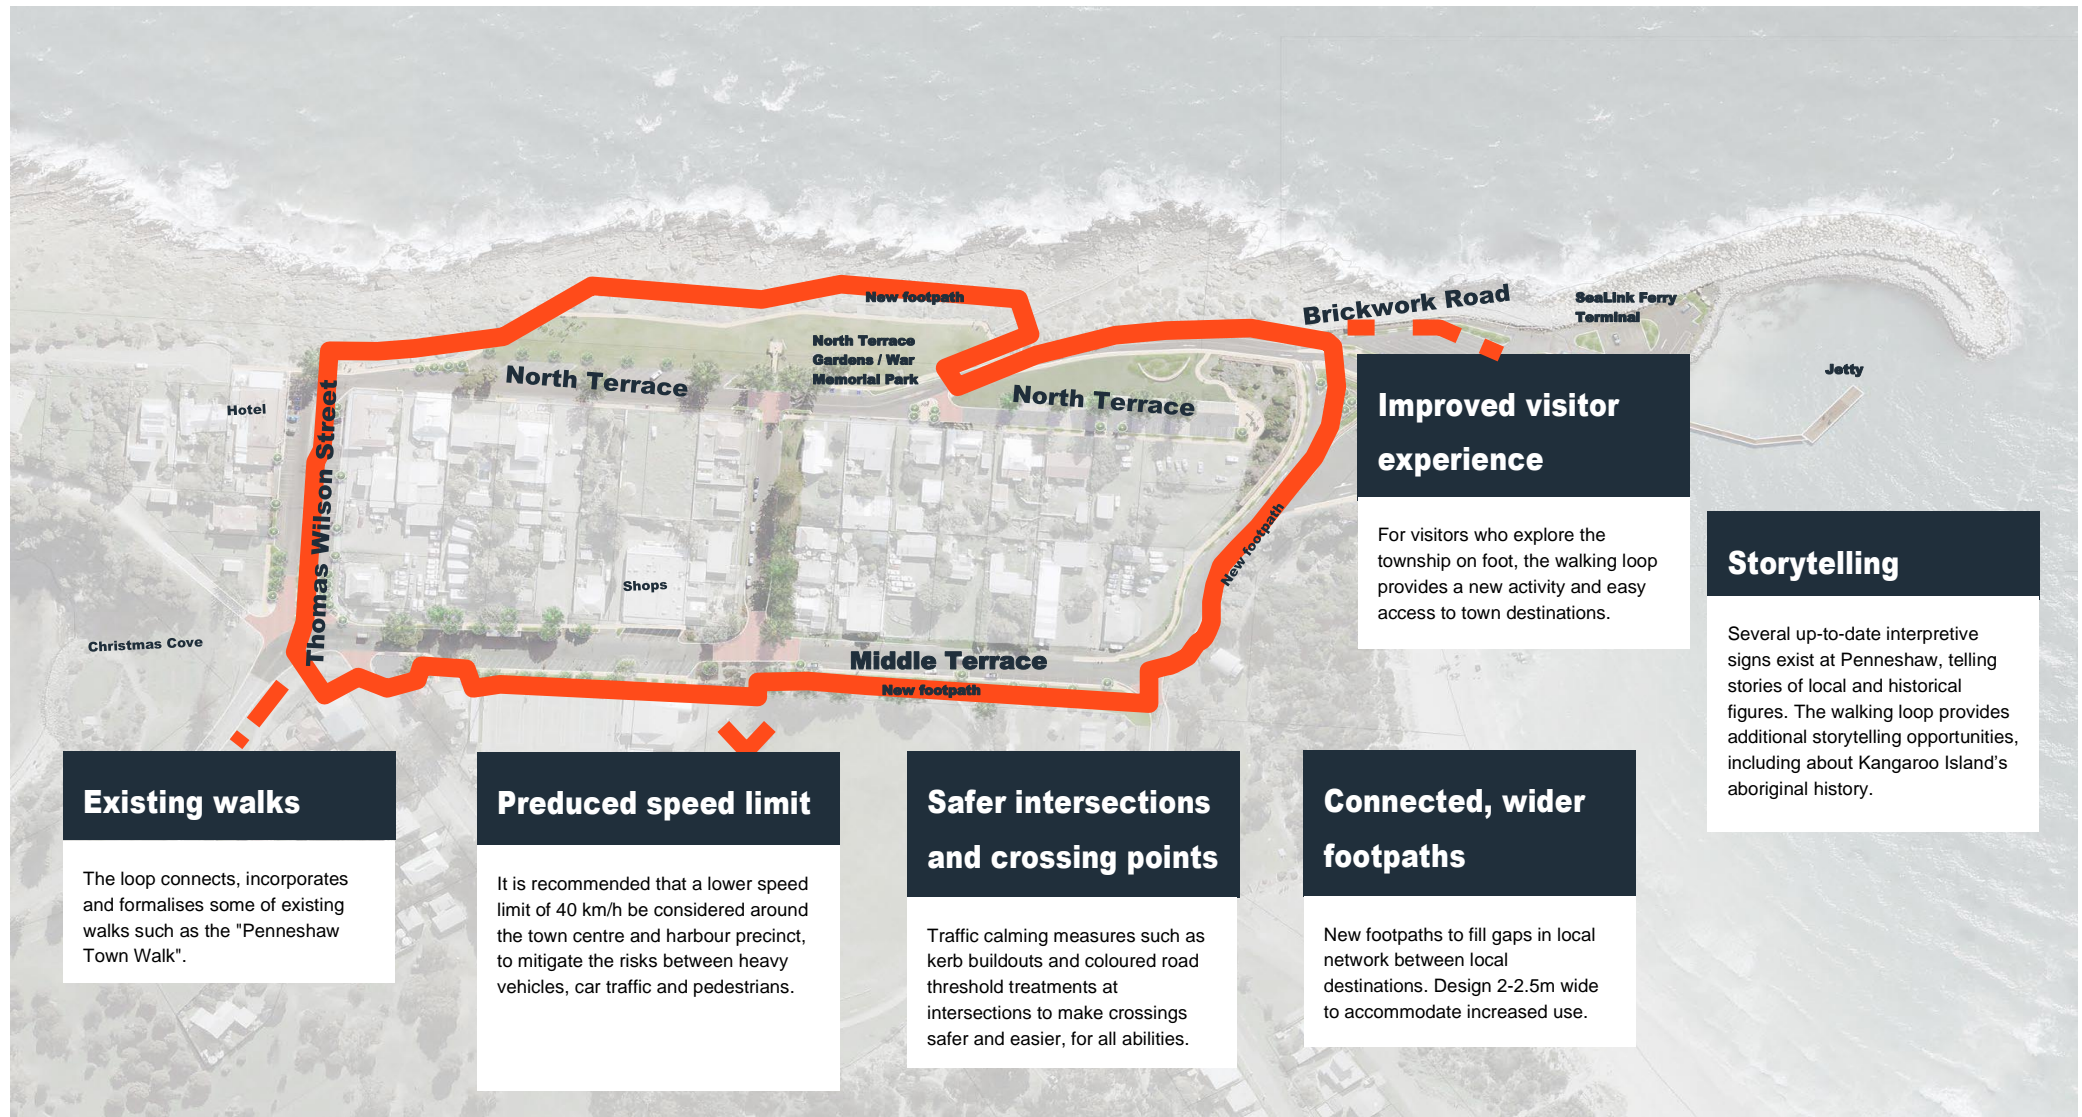 New footpath
Brickwork Road
SeaLink Ferry
Terminal
North Terrace
Gardens / War
Memorial Park
Jetty
North Terrace
North Terrace
Hotel
Thomas Wilson Street
New footpath
Shops
Christmas Cove
Middle Terrace
New footpath
Improved visitor
experience
For visitors who explore the
township on foot, the walking loop
provides a new activity and easy
access to town destinations.
Storytelling
Several up-to-date interpretive
signs exist at Penneshaw, telling
stories of local and historical
figures. The walking loop provides
additional storytelling opportunities,
including about Kangaroo Island’s
aboriginal history.
Existing walks
The loop connects, incorporates
and formalises some of existing
walks such as the "Penneshaw
Town Walk".
Preduced speed limit
It is recommended that a lower speed
limit of 40 km/h be considered around
the town centre and harbour precinct,
to mitigate the risks between heavy
vehicles, car traffic and pedestrians.
Safer intersections
and crossing points
Traffic calming measures such as
kerb buildouts and coloured road
threshold treatments at
intersections to make crossings
safer and easier, for all abilities.
Connected, wider
footpaths
New footpaths to fill gaps in local
network between local
destinations. Design 2-2.5m wide
to accommodate increased use.